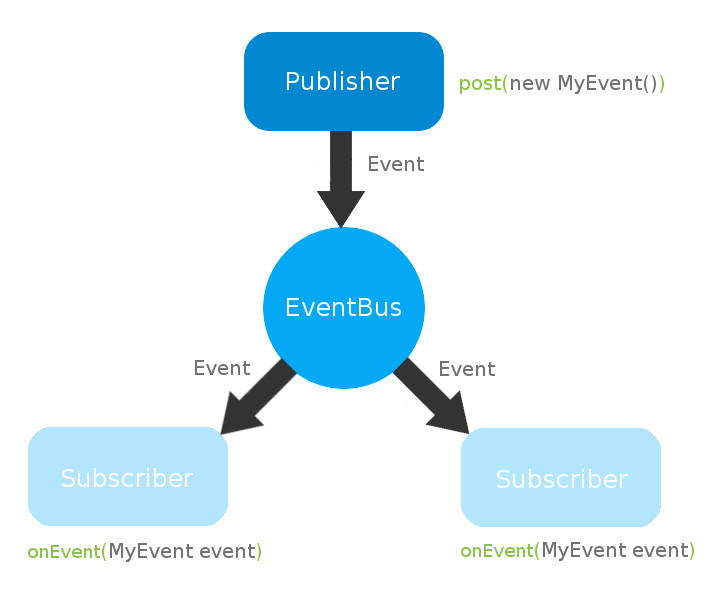 Publisher
post(new MyEvent())
Event
EventBus
Event
Event
Subscriber
Subscriber
onEvent(MyEvent event)
onEvent(MyEvent event)